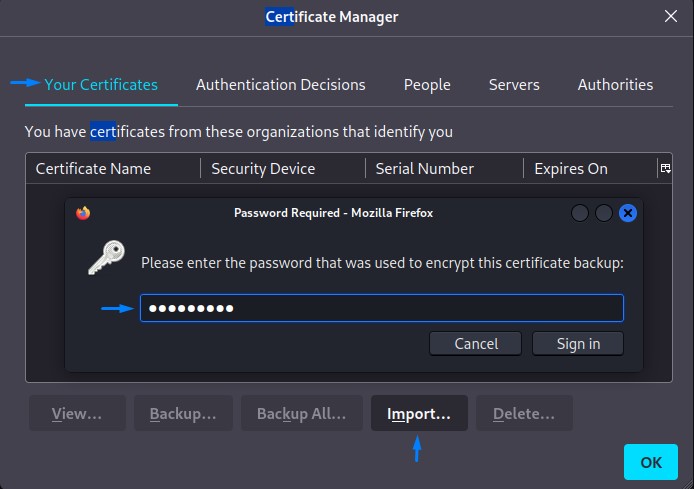 Certificate Manager
Your Certificates Authentication Decisions People Servers Authorities
You have certificates from these organizations that identify you
Certificate Name Security Device Serial Number Expires On
Password Required - Mozilla Firefox
Please enter the password that was used to encrypt this certificate backup:
●●●●●●●●●
Cancel Sign in
View... Backup... Backup All... Import... Delete...
OK